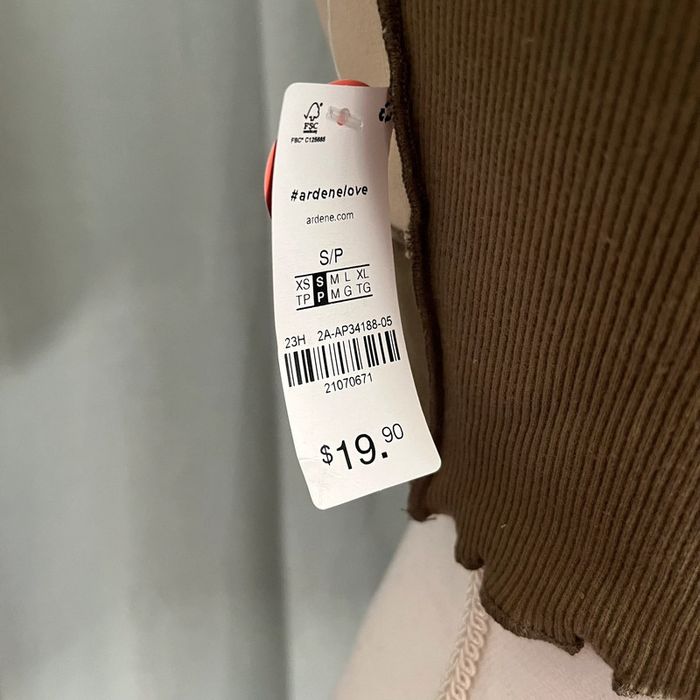 FSC
FSC® C125685
#ardenelove
ardene.com
S/P
XS S M L XL
TP P M G TG
23H 2A-AP34188-05
21070671
$19.90